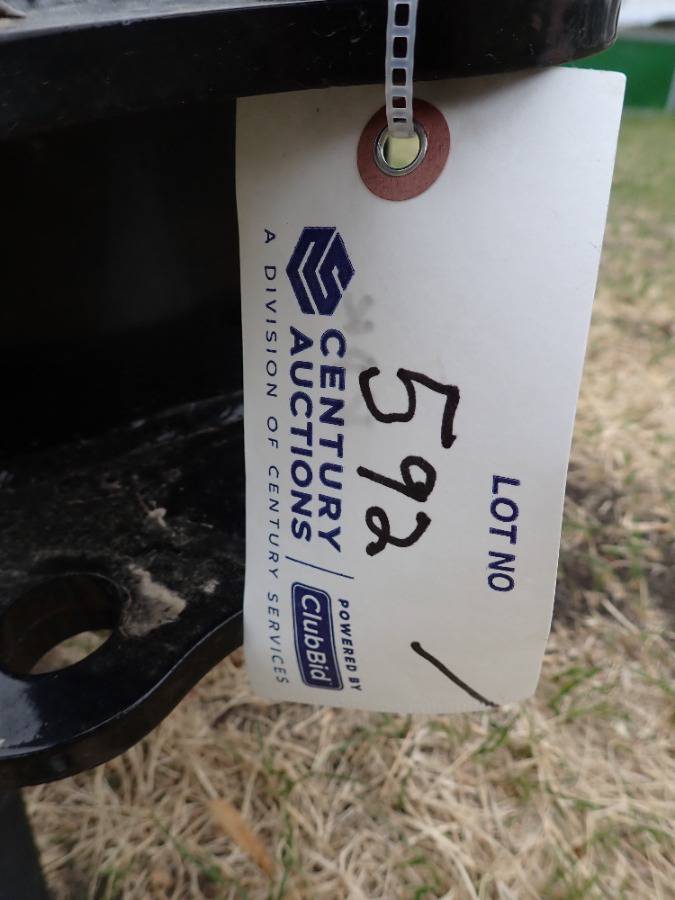 LOT NO
592
CENTURY
AUCTIONS
POWERED BY
ClubBid
A DIVISION OF CENTURY SERVICES